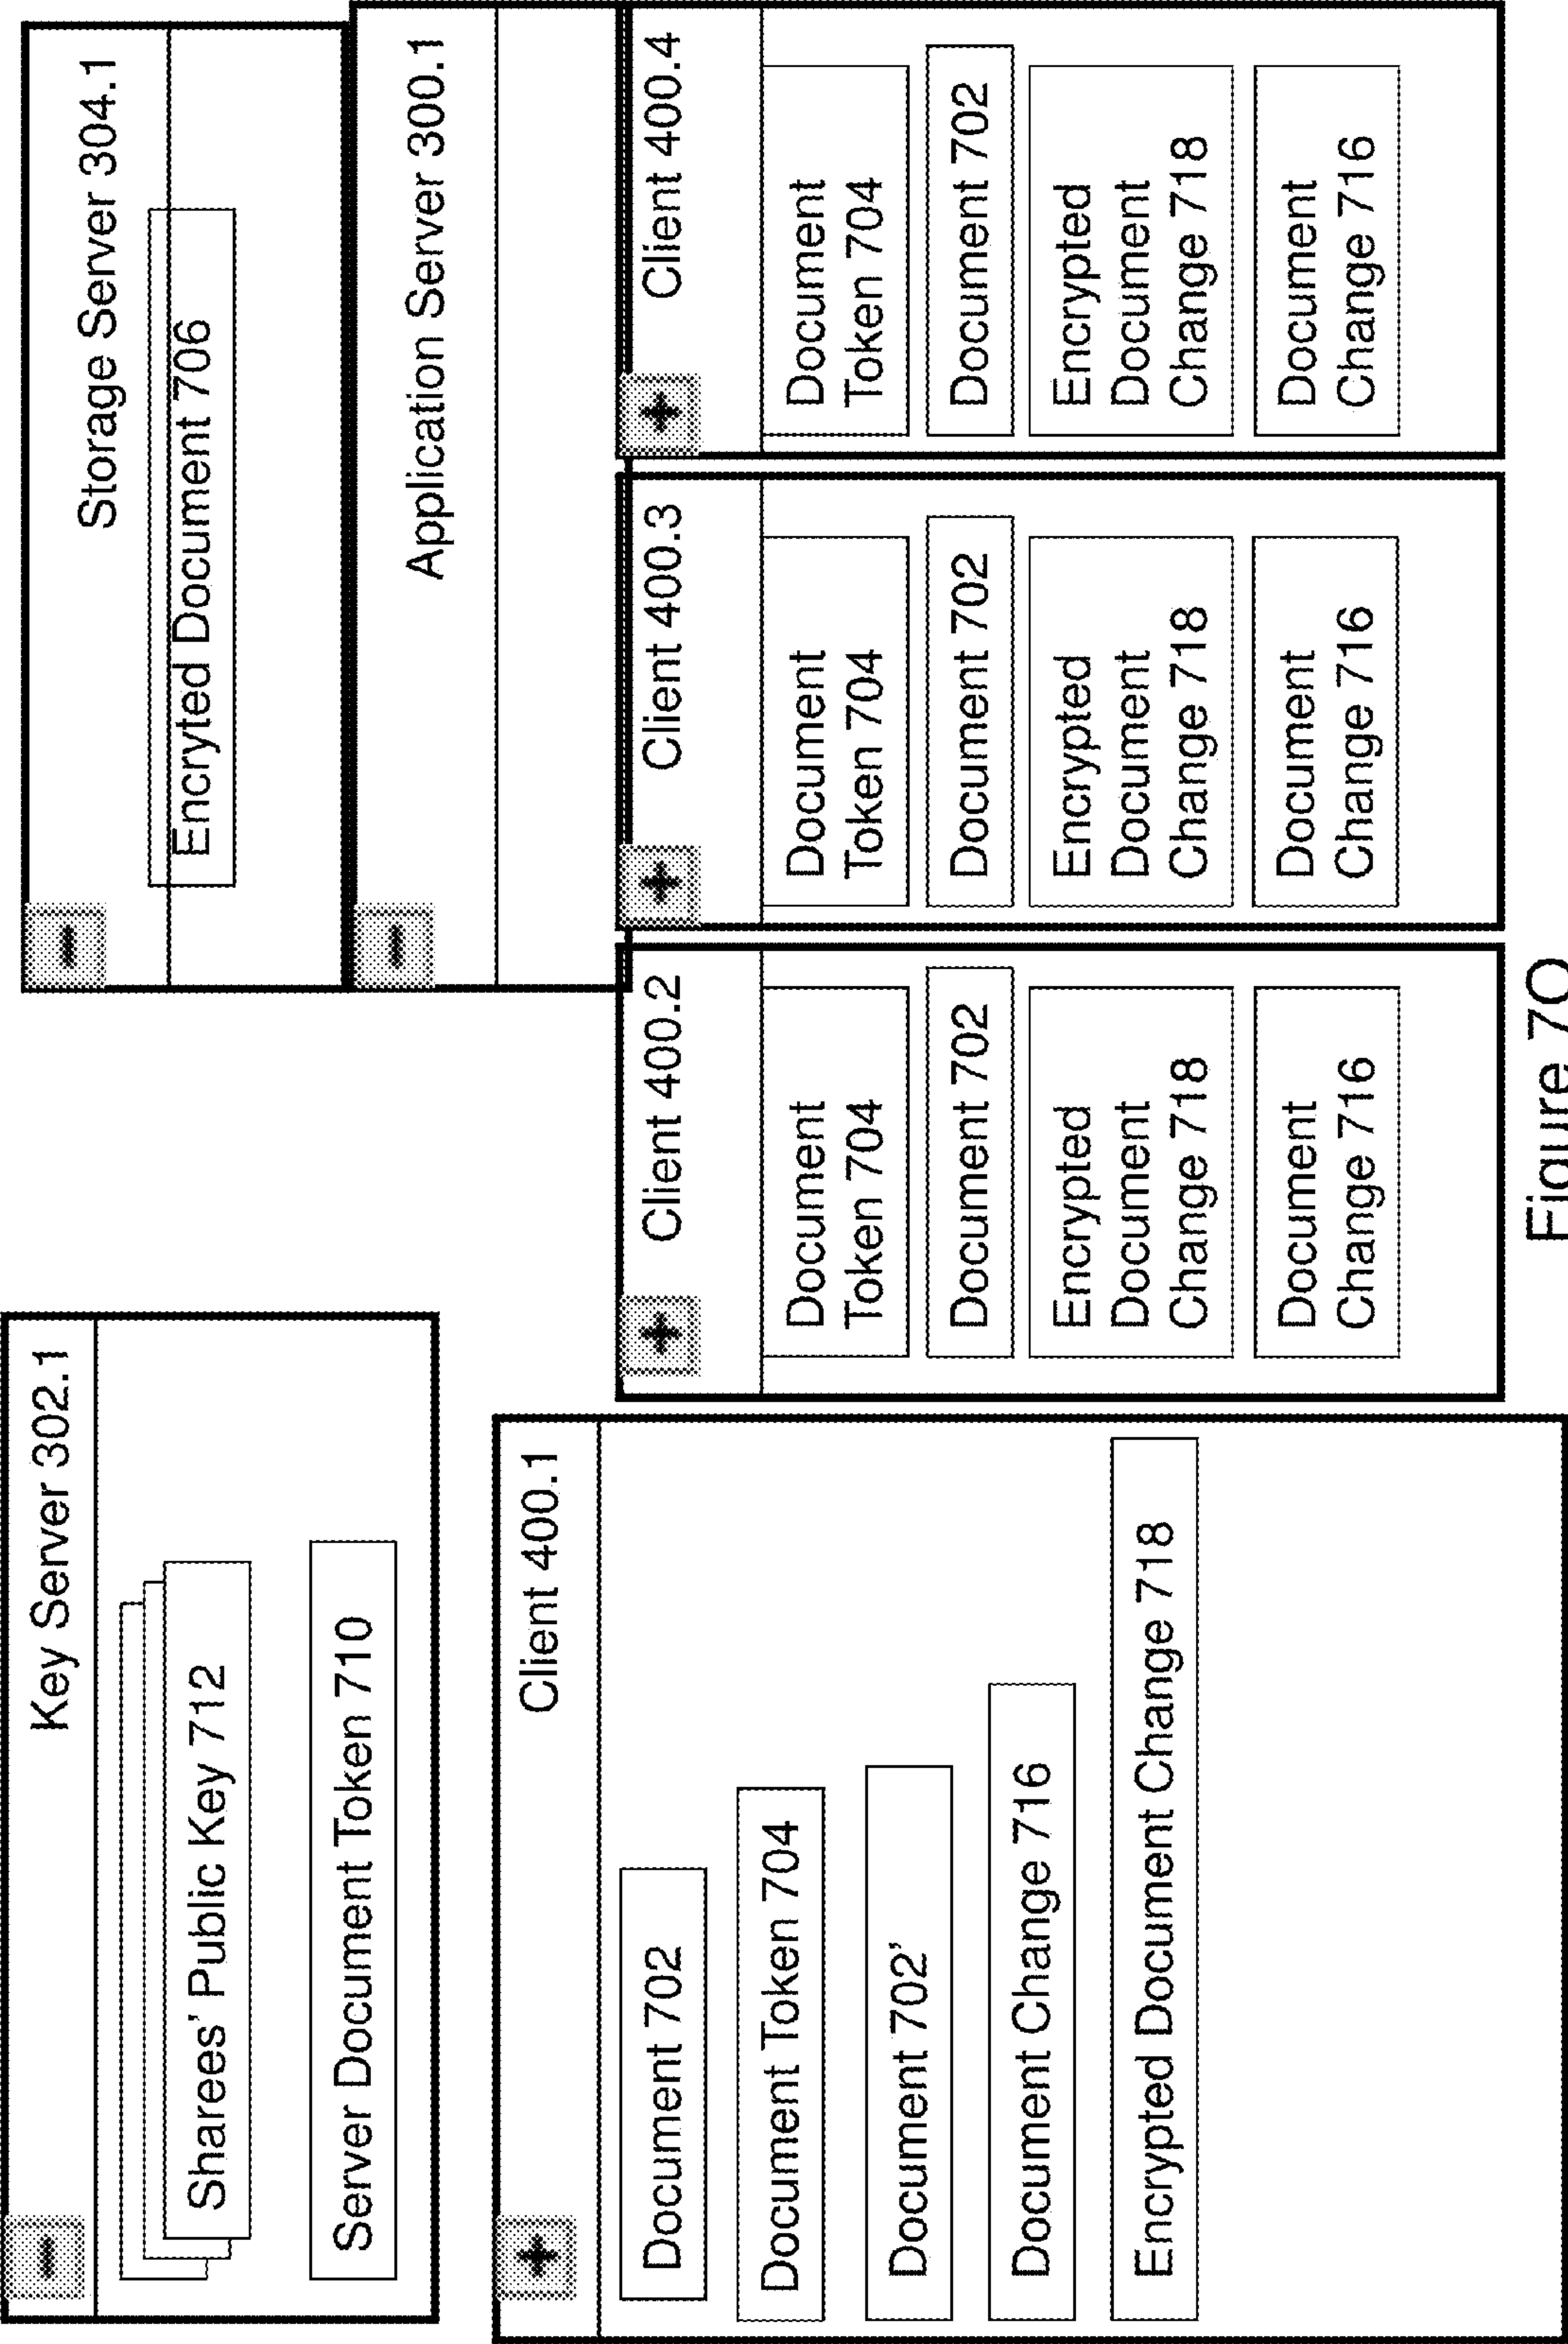 −
Key Server 302.1
Sharees' Public Key 712
Server Document Token 710
−
Storage Server 304.1
Encryted Document 706
−
Application Server 300.1
+
Client 400.1
Document 702
Document Token 704
Document 702'
Document Change 716
Encrypted Document Change 718
+
Client 400.2
Document
Token 704
Document 702
Encrypted
Document
Change 718
Document
Change 716
+
Client 400.3
Document
Token 704
Document 702
Encrypted
Document
Change 718
Document
Change 716
+
Client 400.4
Document
Token 704
Document 702
Encrypted
Document
Change 718
Document
Change 716
Figure 7O